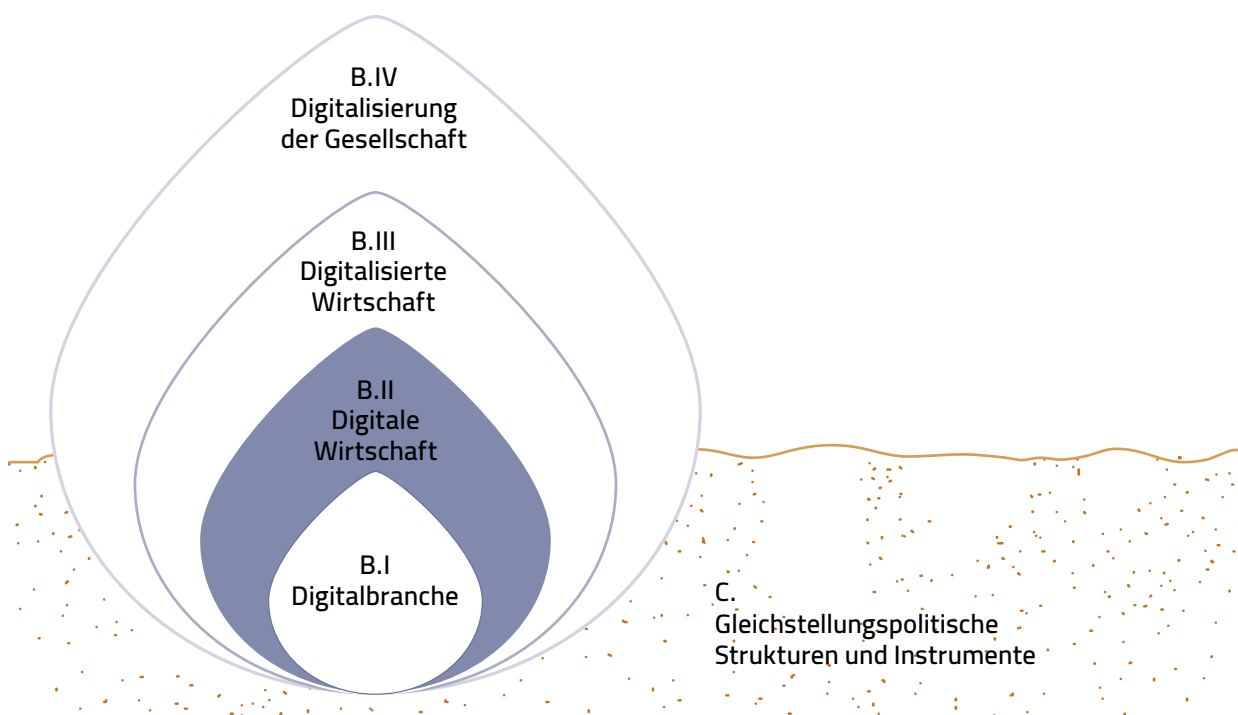 B.IV
Digitalisierung
der Gesellschaft
B.III
Digitalisierte
Wirtschaft
B.II
Digitale
Wirtschaft
B.I
Digitalbranche
C.
Gleichstellungspolitische
Strukturen und Instrumente